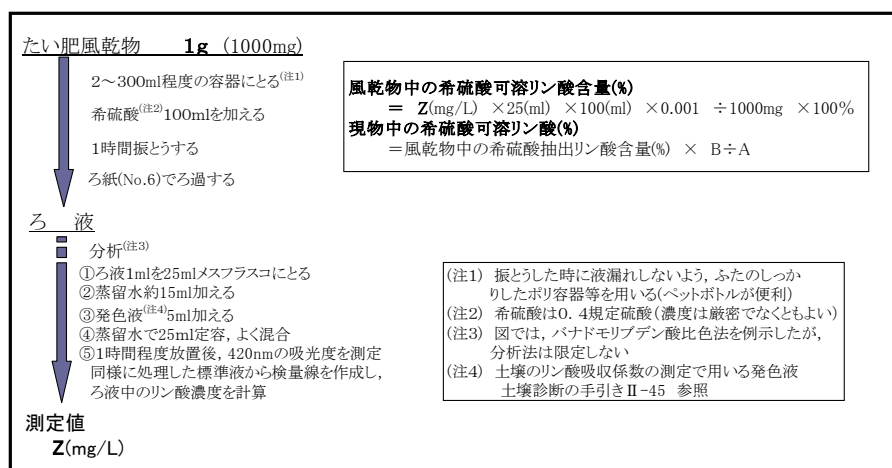 たい肥風乾物 1g (1000mg)
2～300ml程度の容器にとる(注1)
希硫酸(注2)100mlを加える
1時間振とうする
ろ紙(No.6)でろ過する
風乾物中の希硫酸可溶リン酸含量(%)
＝ Z(mg/L) ×25(ml) ×100(ml) ×0.001 ÷1000mg ×100%
現物中の希硫酸可溶リン酸(%)
＝風乾物中の希硫酸抽出リン酸含量(%) × B÷A
ろ 液
分析(注3)
①ろ液1mlを25mlメスフラスコにとる
②蒸留水約15ml加える
③発色液(注4)5ml加える
④蒸留水で25ml定容，よく混合
⑤1時間程度放置後，420nmの吸光度を測定
同様に処理した標準液から検量線を作成し，
ろ液中のリン酸濃度を計算
(注1) 振とうした時に液漏れしないよう，ふたのしっか
りしたポリ容器等を用いる(ペットボトルが便利)
(注2) 希硫酸は0．4規定硫酸(濃度は厳密でなくともよい)
(注3) 図では，バナドモリブデン酸比色法を例示したが，
分析法は限定しない
(注4) 土壌のリン酸吸収係数の測定で用いる発色液
土壌診断の手引きⅡ-45 参照
測定値
Z(mg/L)